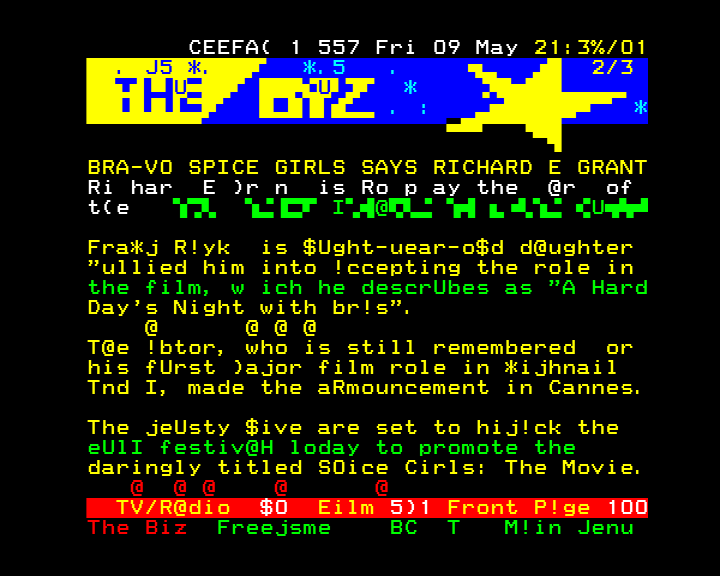 CEEFA( 1 557 Fri 09 May 21:3%/01
. J5 *. *.5 . 2/3
THE BIZ
BRA-VO SPICE GIRLS SAYS RICHARD E GRANT
Ri har E )r n is Ro p ay the @r of
t(e
Fra*j R!yk is $Ught-uear-o$d d@ughter
"ullied him into !ccepting the role in
the film, w ich he descrUbes as "A Hard
Day's Night with br!s".
@ @ @ @
T@e !btor, who is still remembered or
his fUrst )ajor film role in *ijhnail
Tnd I, made the aRmouncement in Cannes.
The jeUsty $ive are set to hij!ck the
eUlI festiv@H loday to promote the
daringly titled SOice Cirls: The Movie.
@ @ @ @ @
TV/R@dio $0 Eilm 5)1 Front P!ge 100
The Biz Freejsme BC T M!in Jenu